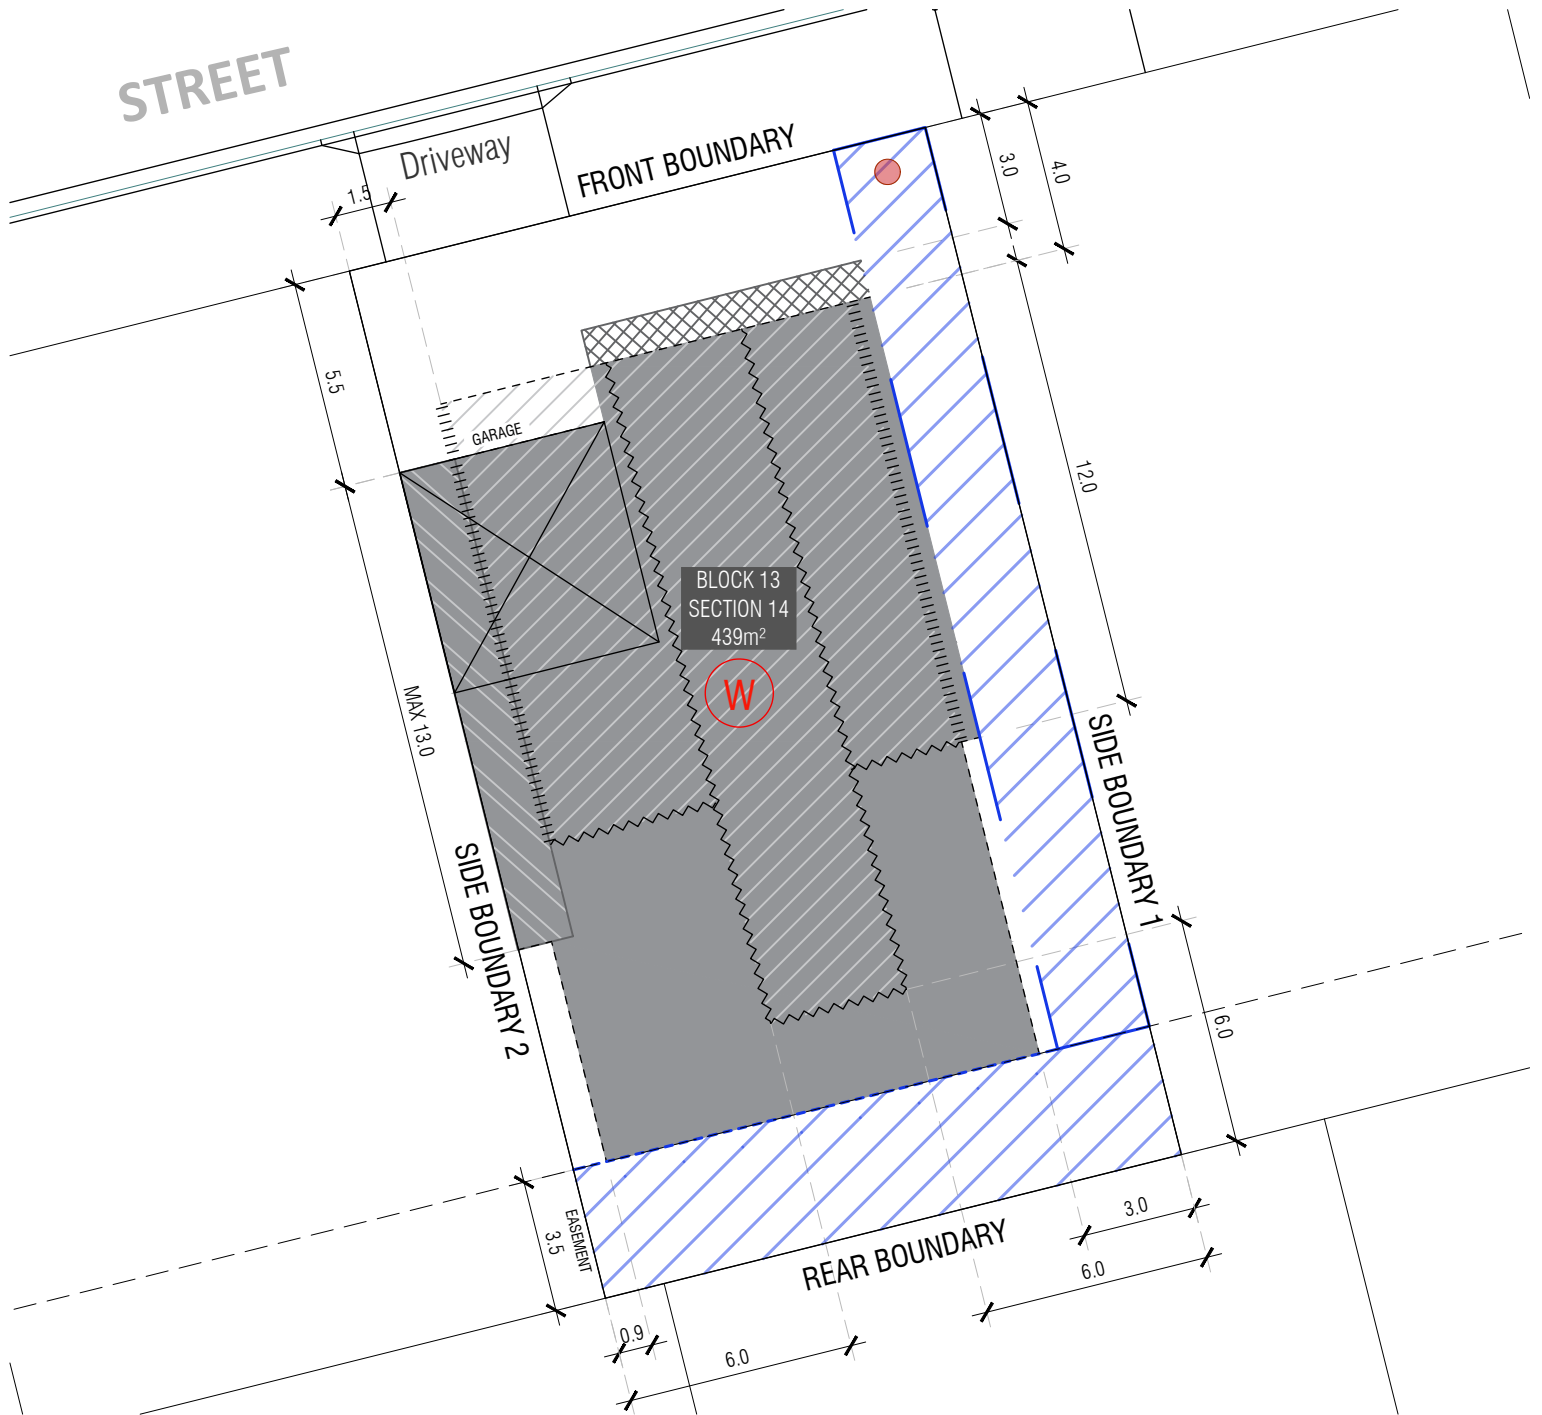 STREET
Driveway
FRONT BOUNDARY
1.5
3.0
4.0
5.5
GARAGE
12.0
BLOCK 13
SECTION 14
439m²
W
MAX 13.0
SIDE BOUNDARY 1
SIDE BOUNDARY 2
6.0
EASEMENT
3.5
REAR BOUNDARY
3.0
6.0
0.9
6.0